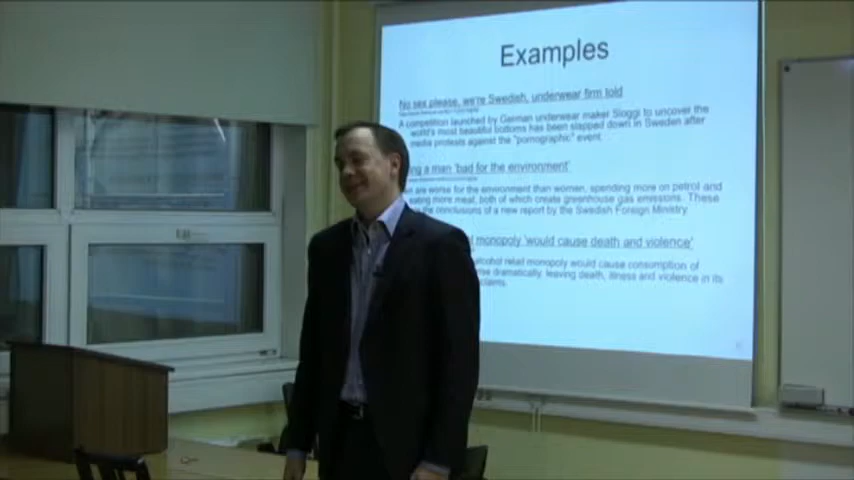 Examples
No sex please, we're Swedish, underwear firm told
A competition launched by German underwear maker Sloggi to uncover the
world's most beautiful bottoms has been slapped down in Sweden after
media protests against the "pornographic" event
a man 'bad for the environment'
are worse for the environment than women, spending more on petrol and
eating more meat, both of which create greenhouse gas emissions. These
the conclusions of a new report by the Swedish Foreign Ministry
monopoly 'would cause death and violence'
alcohol retail monopoly would cause consumption of
dramatically, leaving death, illness and violence in its